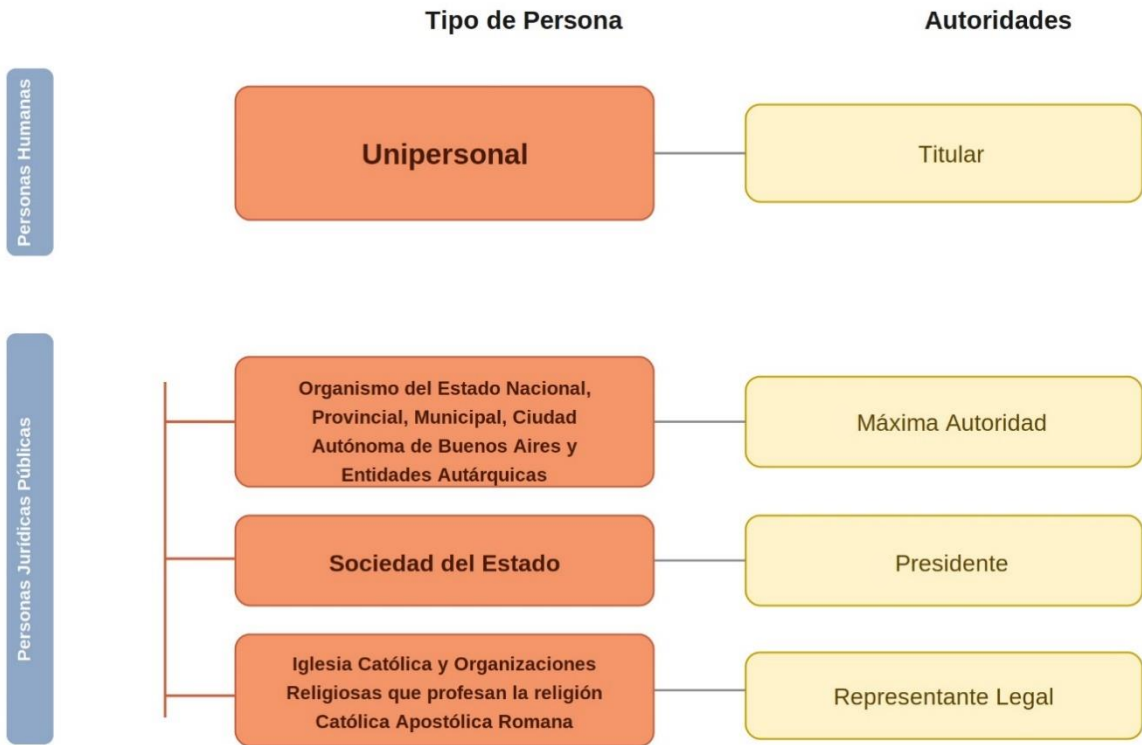 Tipo de Persona
Autoridades
Personas Humanas
Unipersonal
Titular
Personas Jurídicas Públicas
Organismo del Estado Nacional,
Provincial, Municipal, Ciudad
Autónoma de Buenos Aires y
Entidades Autárquicas
Máxima Autoridad
Sociedad del Estado
Presidente
Iglesia Católica y Organizaciones
Religiosas que profesan la religión
Católica Apostólica Romana
Representante Legal